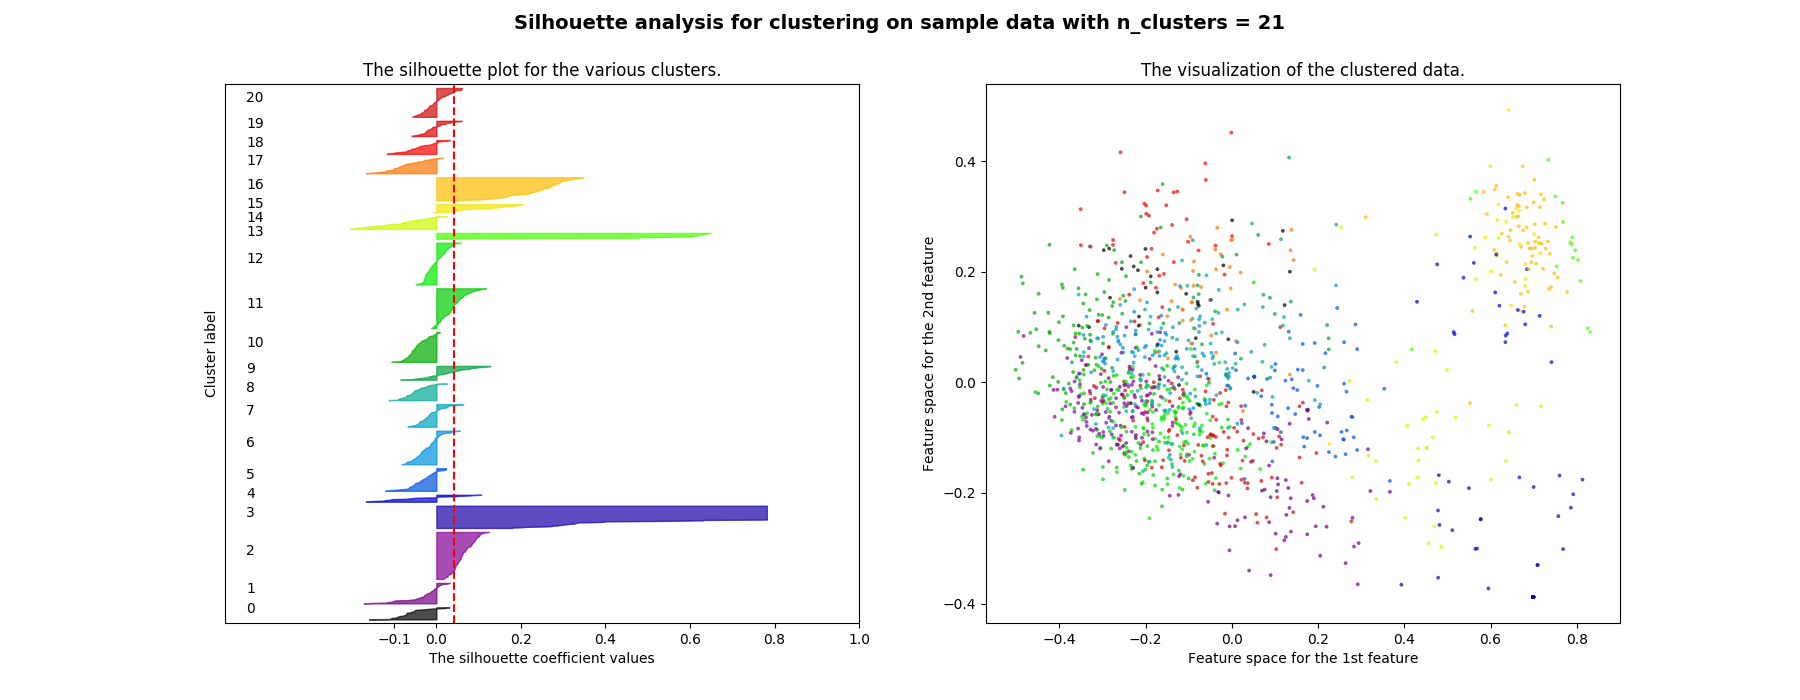 Silhouette analysis for clustering on sample data with n_clusters = 21
The silhouette plot for the various clusters.
20
19
18
17
16
15
14
13
12
11
10
9
8
7
6
5
4
3
2
1
0
Cluster label
−0.1 0.0 0.2 0.4 0.6 0.8 1.0
The silhouette coefficient values
The visualization of the clustered data.
0.4
0.2
0.0
−0.2
−0.4
Feature space for the 2nd feature
−0.4 −0.2 0.0 0.2 0.4 0.6 0.8
Feature space for the 1st feature